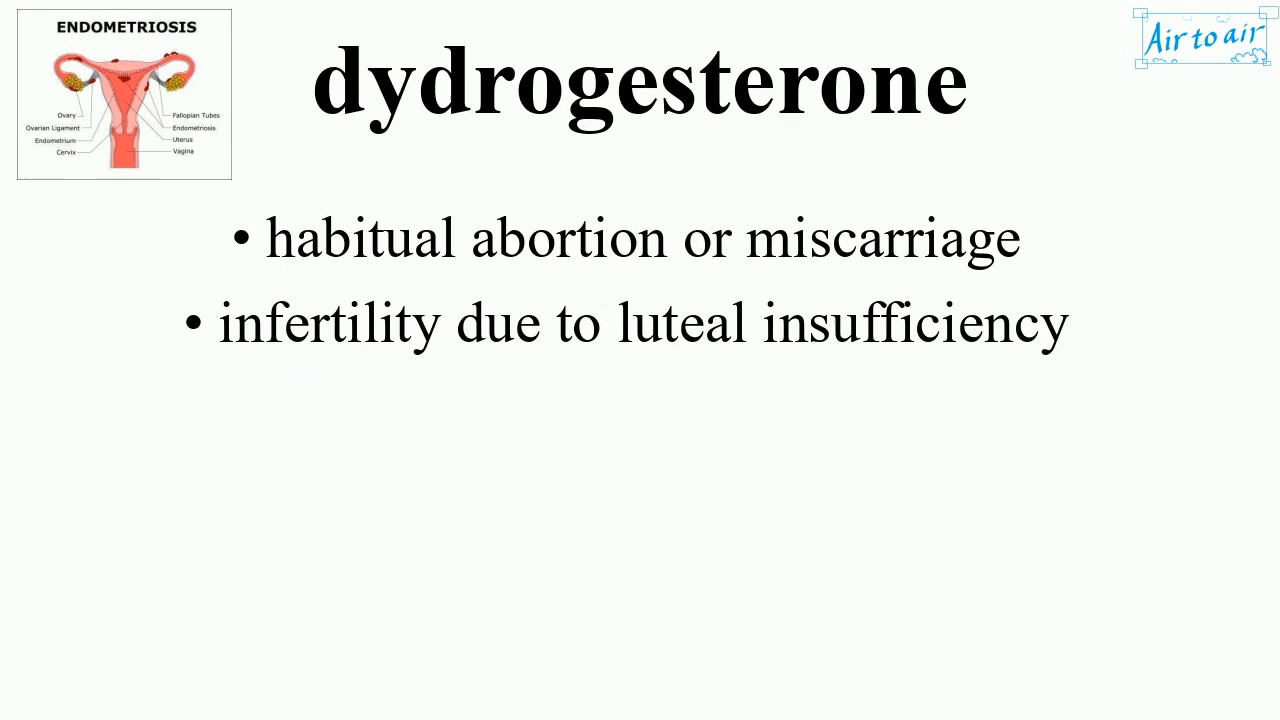 ENDOMETRIOSIS
Ovary
Ovarian Ligament
Endometrium
Cervix
Fallopian Tubes
Endometriosis
Uterus
Vagina
dydrogesterone
Air to air
• habitual abortion or miscarriage
• infertility due to luteal insufficiency